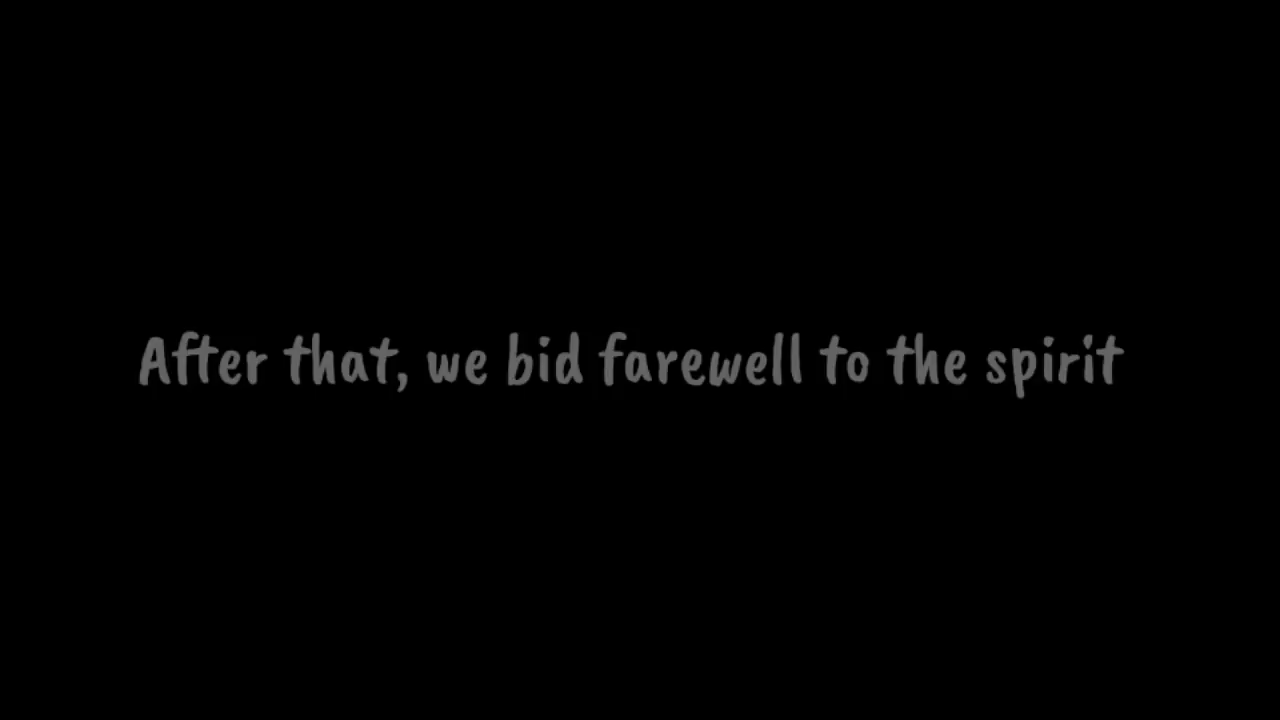 After that, we bid farewell to the spirit